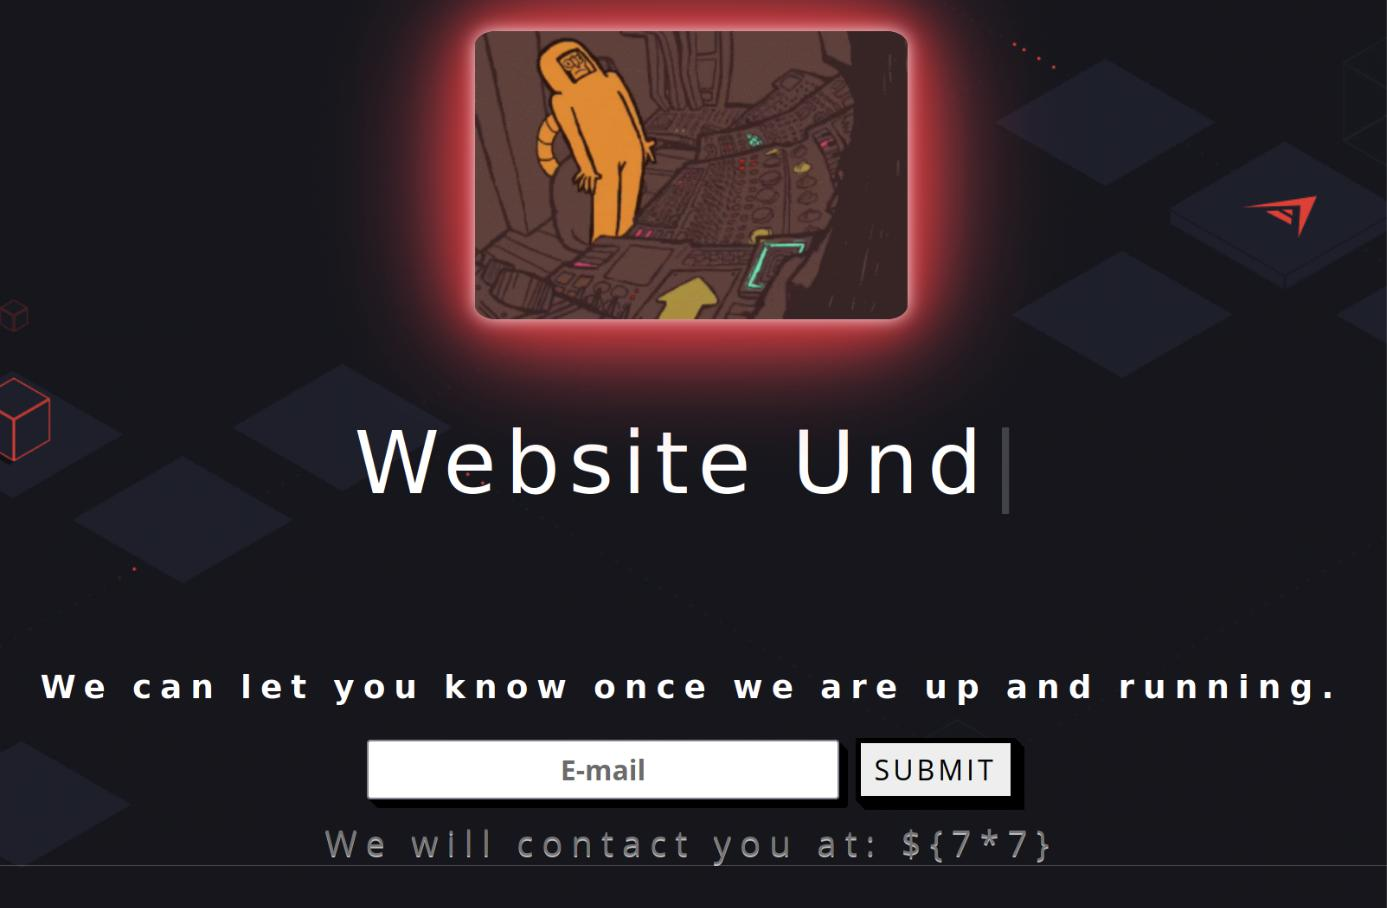 Website Und
We can let you know once we are up and running.
E-mail
SUBMIT
We will contact you at: ${7*7}